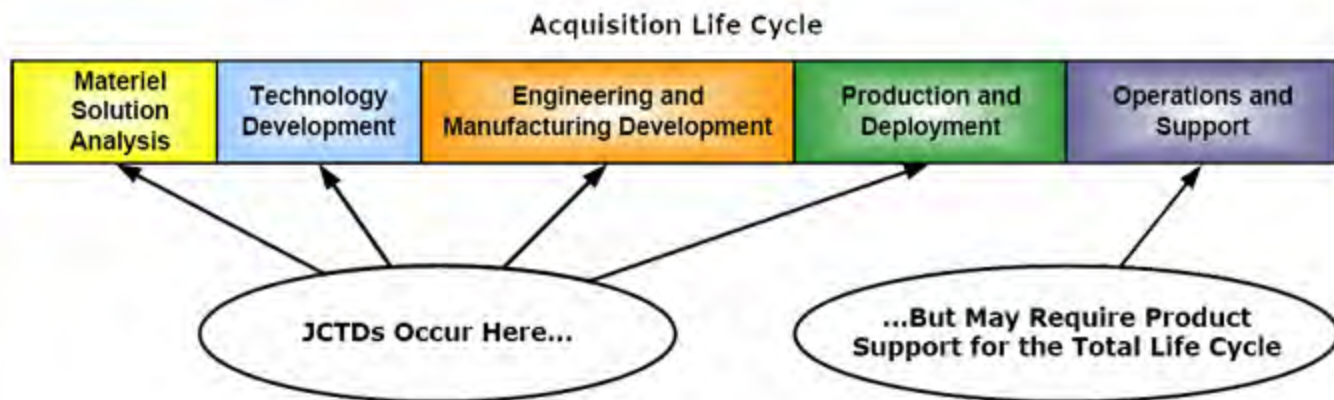 Acquisition Life Cycle
Materiel
Solution
Analysis
Technology
Development
Engineering and
Manufacturing Development
Production and
Deployment
Operations and
Support
JCTDs Occur Here...
...But May Require Product
Support for the Total Life Cycle